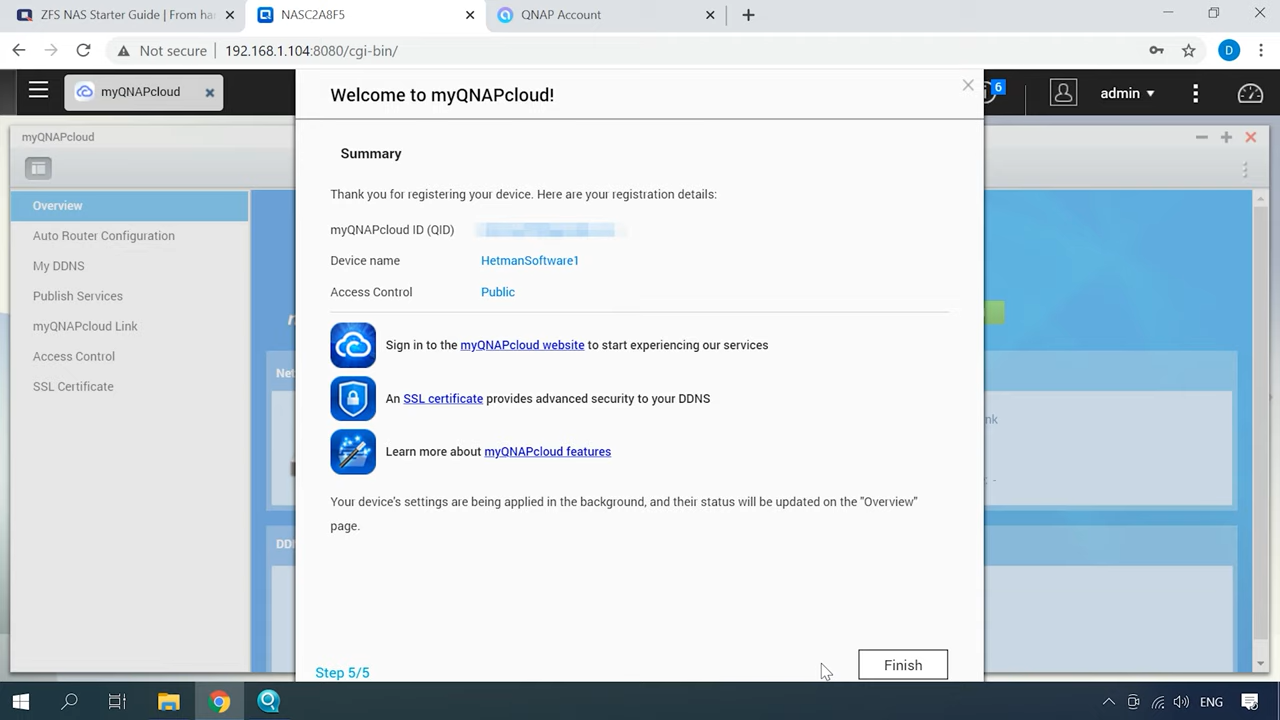 ZFS NAS Starter Guide | From ha
NASC2A8F5
QNAP Account
Not secure
192.168.1.104:8080/cgi-bin/
D
myQNAPcloud
6
admin
myQNAPcloud
Overview
Auto Router Configuration
My DDNS
Publish Services
myQNAPcloud Link
Access Control
SSL Certificate
Welcome to myQNAPcloud!
Summary
Thank you for registering your device. Here are your registration details:
myQNAPcloud ID (QID)
Device name HetmanSoftware1
Access Control Public
Sign in to the myQNAPcloud website to start experiencing our services
An SSL certificate provides advanced security to your DDNS
Learn more about myQNAPcloud features
Your device's settings are being applied in the background, and their status will be updated on the "Overview"
page.
Step 5/5
Finish
ENG